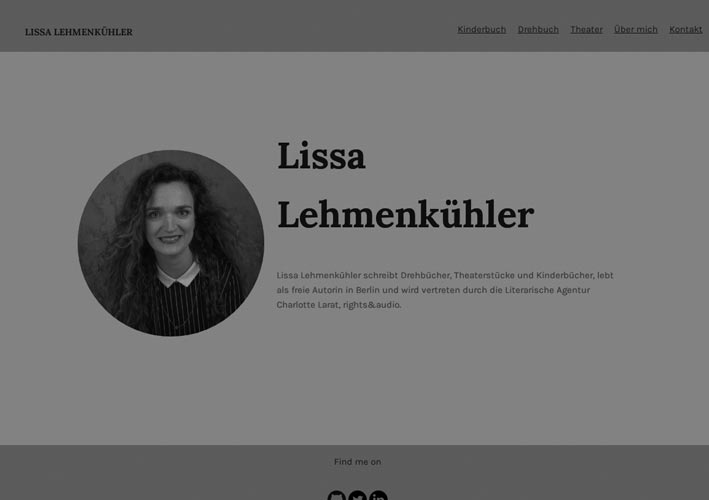 LISSA LEHMENKÜHLER
Kinderbuch Drehbuch Theater Über mich Kontakt
Lissa
Lehmenkühler
Lissa Lehmenkühler schreibt Drehbücher, Theaterstücke und Kinderbücher, lebt
als freie Autorin in Berlin und wird vertreten durch die Literarische Agentur
Charlotte Larat, rights&audio.
Find me on